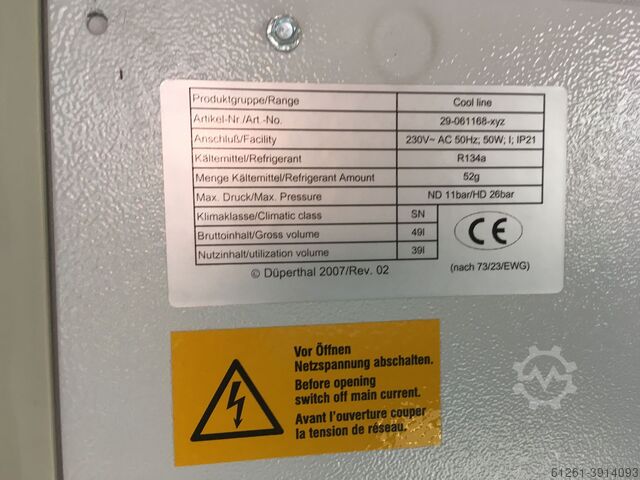 Produktgruppe/Range Cool line
Artikel-Nr./Art.-No. 29-061168-xyz
Anschluß/Facility 230V~ AC 50Hz; 50W; I; IP21
Kältemittel/Refrigerant R134a
Menge Kältemittel/Refrigerant Amount 52g
Max. Druck/Max. Pressure ND 11bar/HD 26bar
Klimaklasse/Climatic class SN
Bruttoinhalt/Gross volume 49l
Nutzinhalt/utilization volume 39l
CE
© Düperthal 2007/Rev. 02 (nach 73/23/EWG)
Vor Öffnen
Netzspannung abschalten.
Before opening
switch off main current.
Avant l'ouverture couper
la tension de réseau.
61261-3914093